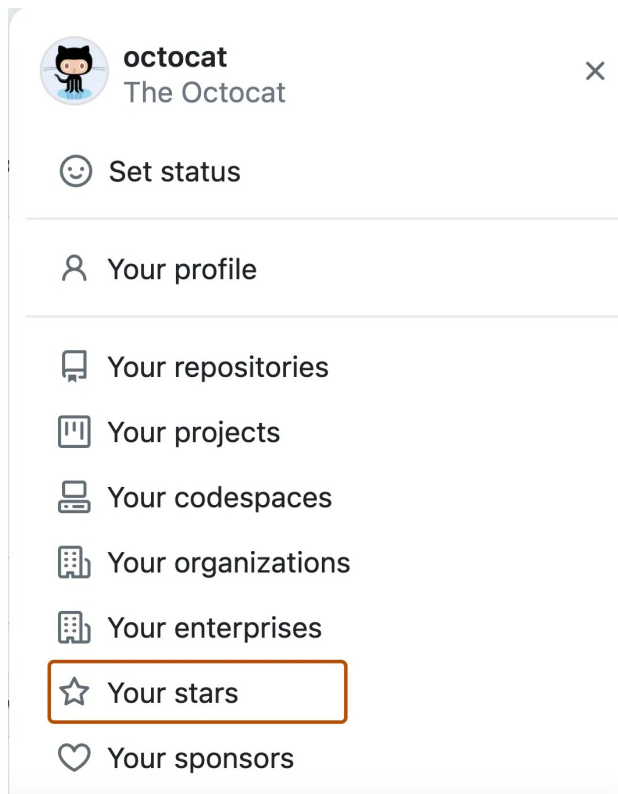 octocat
The Octocat
Set status
Your profile
Your repositories
Your projects
Your codespaces
Your organizations
Your enterprises
Your stars
Your sponsors